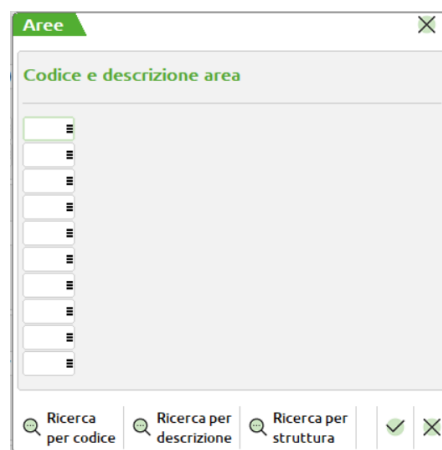 Aree
Codice e descrizione area
Ricerca
per codice
Ricerca per
descrizione
Ricerca per
struttura